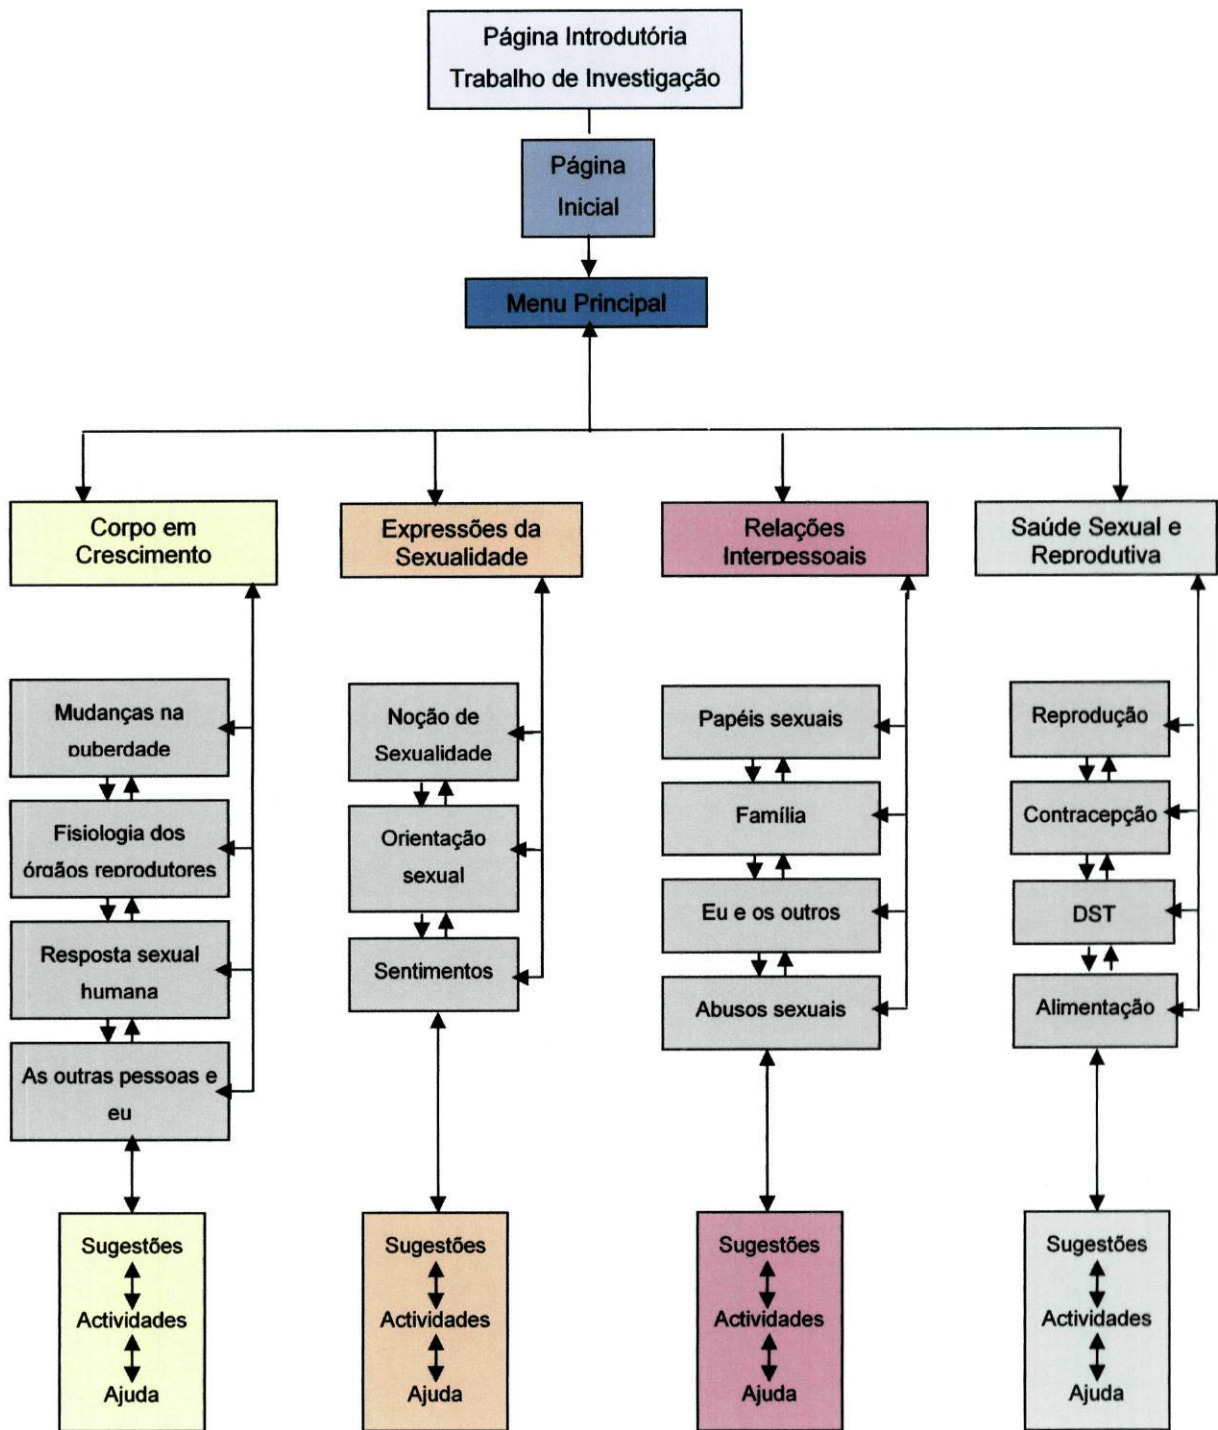 Página Introdutória
Trabalho de Investigação
Página
Inicial
Menu Principal
Corpo em
Crescimento
Expressões da
Sexualidade
Relações
Interpessoais
Saúde Sexual e
Reprodutiva
Mudanças na
puberdade
Fisiologia dos
órgãos reprodutores
Resposta sexual
humana
As outras pessoas e
eu
Noção de
Sexualidade
Orientação
sexual
Sentimentos
Papéis sexuais
Família
Eu e os outros
Abusos sexuais
Reprodução
Contracepção
DST
Alimentação
Sugestões
Actividades
Ajuda
Sugestões
Actividades
Ajuda
Sugestões
Actividades
Ajuda
Sugestões
Actividades
Ajuda